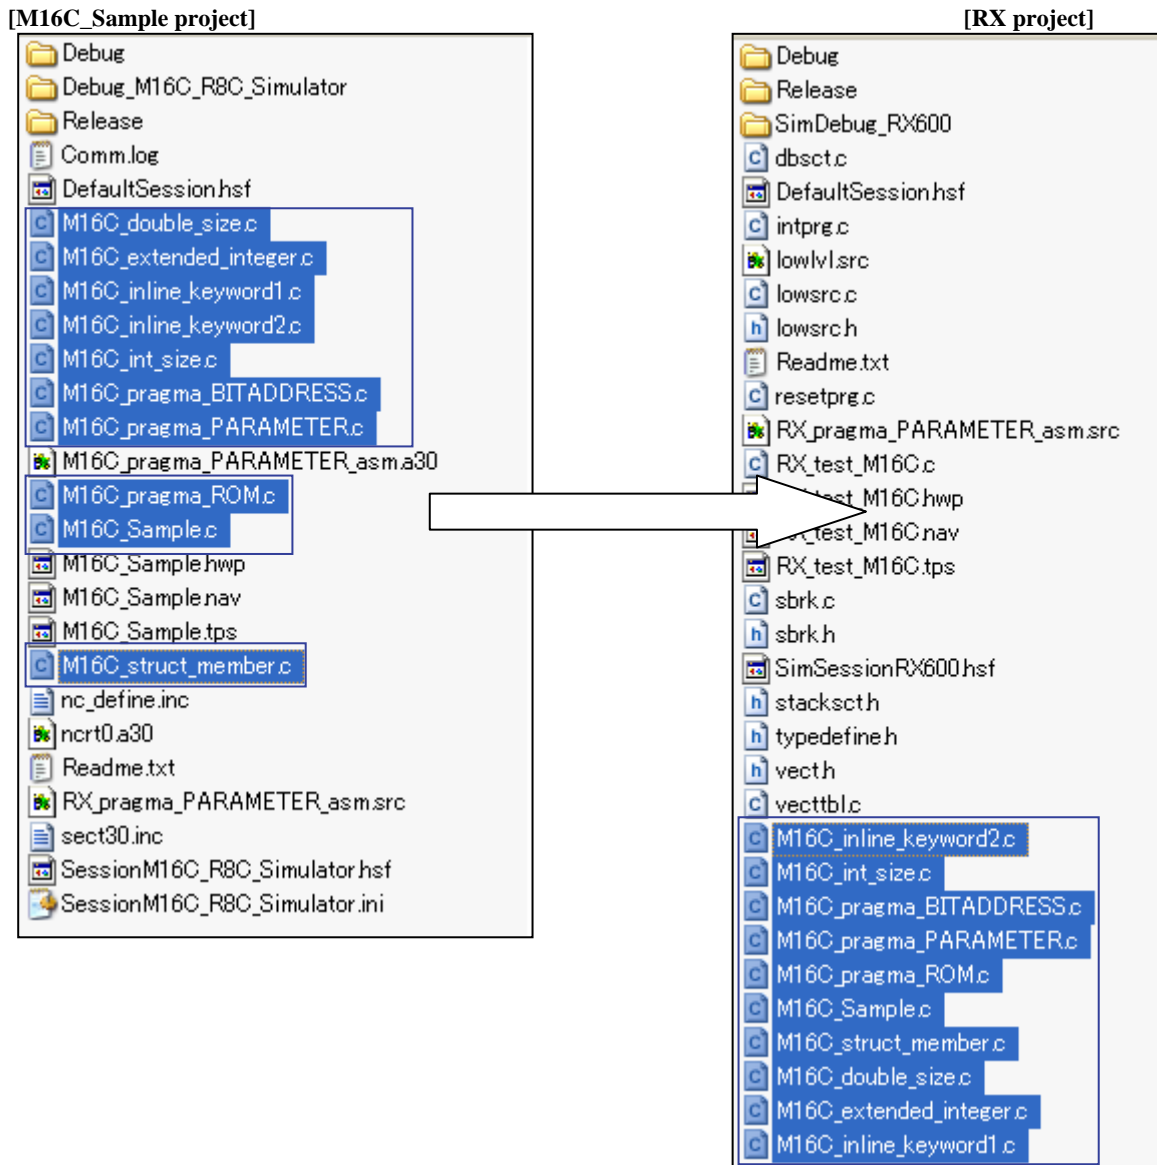 [M16C_Sample project]
Debug
Debug_M16C_R8C_Simulator
Release
Comm.log
DefaultSession.hsf
M16C_double_size.c
M16C_extended_integer.c
M16C_inline_keyword1.c
M16C_inline_keyword2.c
M16C_int_size.c
M16C_pragma_BITADDRESS.c
M16C_pragma_PARAMETER.c
M16C_pragma_PARAMETER_asm.a30
M16C_pragma_ROM.c
M16C_Sample.c
M16C_Sample.hwp
M16C_Sample.nav
M16C_Sample.tps
M16C_struct_member.c
nc_define.inc
ncrt0.a30
Readme.txt
RX_pragma_PARAMETER_asm.src
sect30.inc
SessionM16C_R8C_Simulator.hsf
SessionM16C_R8C_Simulator.ini
[RX project]
Debug
Release
SimDebug_RX600
dbsct.c
DefaultSession.hsf
intprg.c
lowlvl.src
lowsrc.c
lowsrc.h
Readme.txt
resetprg.c
RX_pragma_PARAMETER_asm.src
RX_test_M16C.c
test_M16C.hwp
test_M16C.nav
RX_test_M16C.tps
sbrk.c
sbrk.h
SimSessionRX600.hsf
stacksct.h
typedefine.h
vect.h
vecttbl.c
M16C_inline_keyword2.c
M16C_int_size.c
M16C_pragma_BITADDRESS.c
M16C_pragma_PARAMETER.c
M16C_pragma_ROM.c
M16C_Sample.c
M16C_struct_member.c
M16C_double_size.c
M16C_extended_integer.c
M16C_inline_keyword1.c